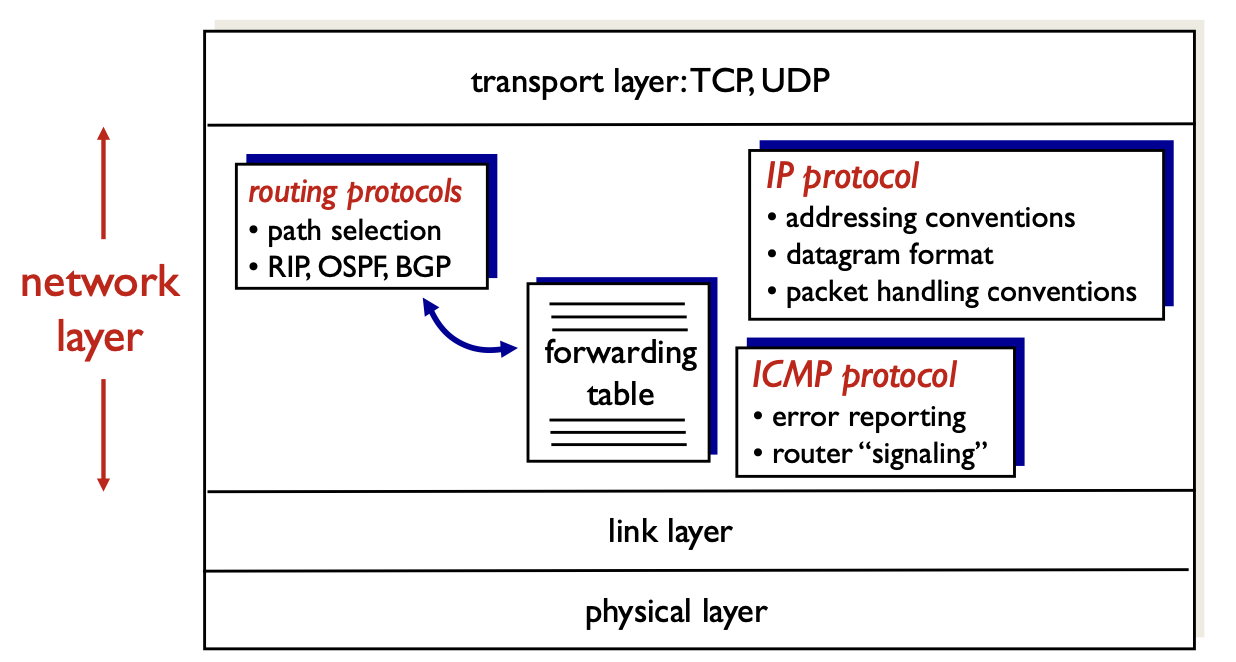 transport layer: TCP, UDP
network
layer
routing protocols
• path selection
• RIP, OSPF, BGP
forwarding
table
IP protocol
• addressing conventions
• datagram format
• packet handling conventions
ICMP protocol
• error reporting
• router “signaling”
link layer
physical layer